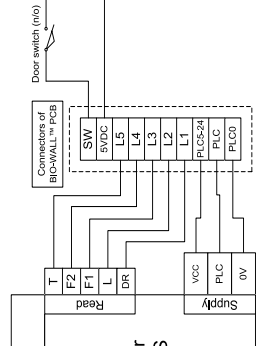 Door switch (n/o)
Connectors of
BIO-WALL™ PCB
SW
5VDC
L5
L4
L3
L2
L1
PLC5-24
PLC
PLC0
T
F2
F1
L
DR
Read
VCC
PLC
0V
Supply